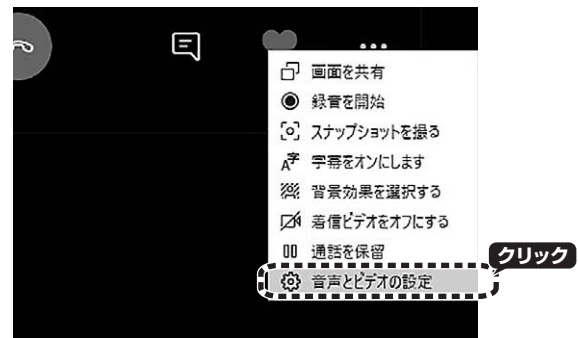 画面を共有
録音を開始
スナップショットを撮る
字幕をオンにします
背景効果を選択する
着信ビデオをオフにする
通話を保留
クリック
音声とビデオの設定